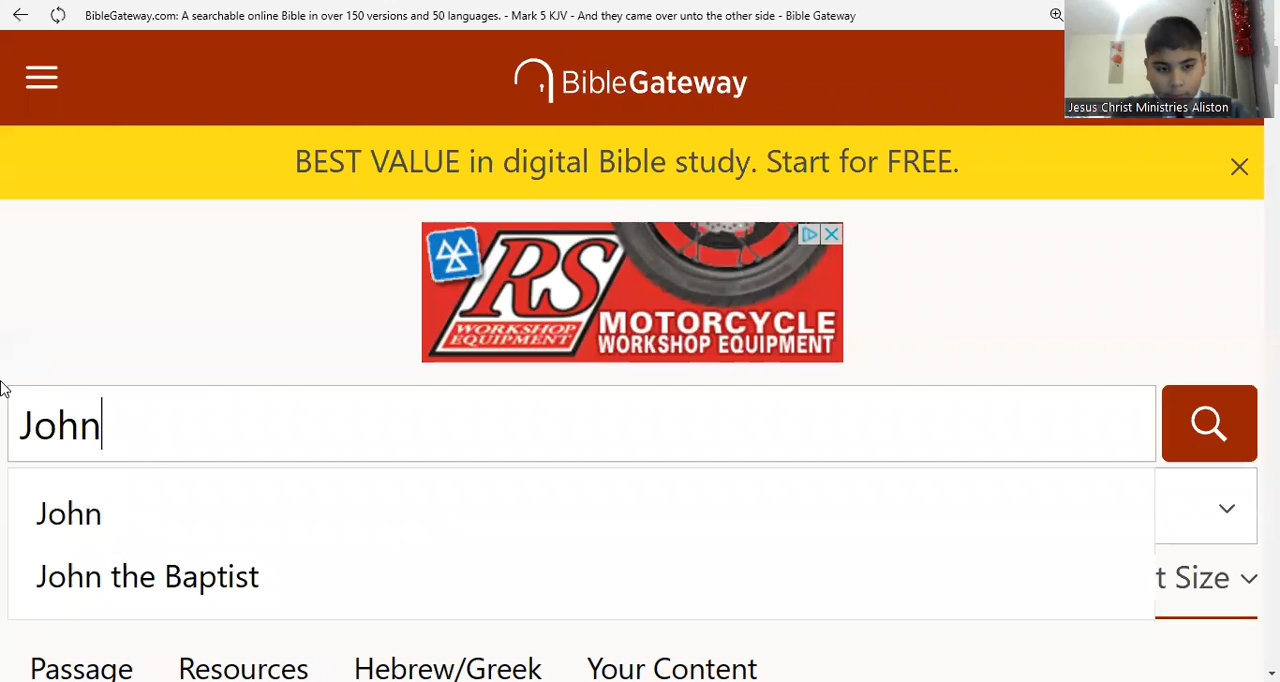 BibleGateway.com: A searchable online Bible in over 150 versions and 50 languages. - Mark 5 KJV - And they came over unto the other side - Bible Gateway
Jesus Christ Ministries Aliston
BibleGateway
BEST VALUE in digital Bible study. Start for FREE.
RS
WORKSHOP
EQUIPMENT
MOTORCYCLE
WORKSHOP EQUIPMENT
John
John
John the Baptist
t Size
Passage Resources Hebrew/Greek Your Content